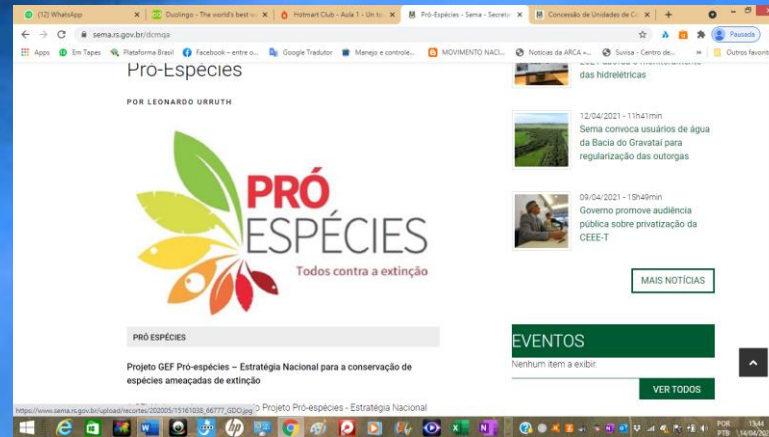 (12) WhatsApp
Duolingo - The world's best
Hotmart Club - Aula 1 - Un to
Pró-Espécies - Sema - Secreta
Concessão de Unidades de C
Pausada
sema.rs.gov.br/dcmqa
Apps
Em Tapes
Plataforma Brasil
Facebook – entre o...
Google Tradutor
Manejo e controle...
MOVIMENTO NACI...
Notícias da ARCA »...
Suvisa - Centro de...
Outros favorit
Pró-Espécies
POR LEONARDO URRUTH
PRÓ
ESPÉCIES
Todos contra a extinção
PRÓ ESPÉCIES
Projeto GEF Pró-espécies – Estratégia Nacional para a conservação de
espécies ameaçadas de extinção
o Projeto Pró-espécies - Estratégia Nacional
https://www.sema.rs.gov.br/upload/recortes/202005/15161038_66777_GDO.jpg
das hidrelétricas
12/04/2021 - 11h41min
Sema convoca usuários de água
da Bacia do Gravataí para
regularização das outorgas
09/04/2021 - 15h49min
Governo promove audiência
pública sobre privatização da
CEEE-T
MAIS NOTÍCIAS
EVENTOS
Nenhum item a exibir.
VER TODOS
POR
PTB
13:44